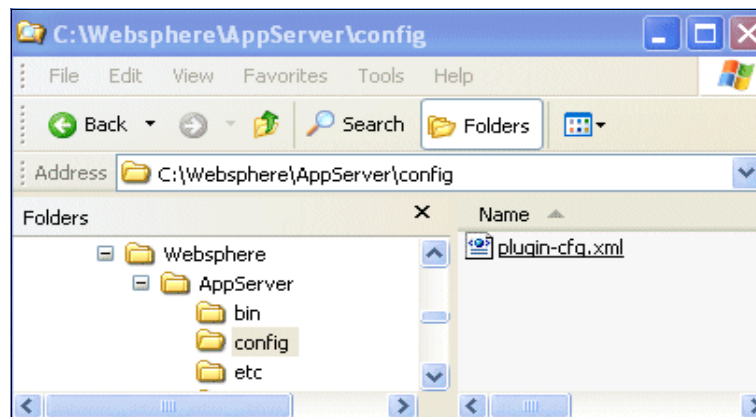 C:\Websphere\AppServer\config
File Edit View Favorites Tools Help
Back Search Folders
Address C:\Websphere\AppServer\config
Folders
Name
Websphere
plugin-cfg.xml
AppServer
bin
config
etc